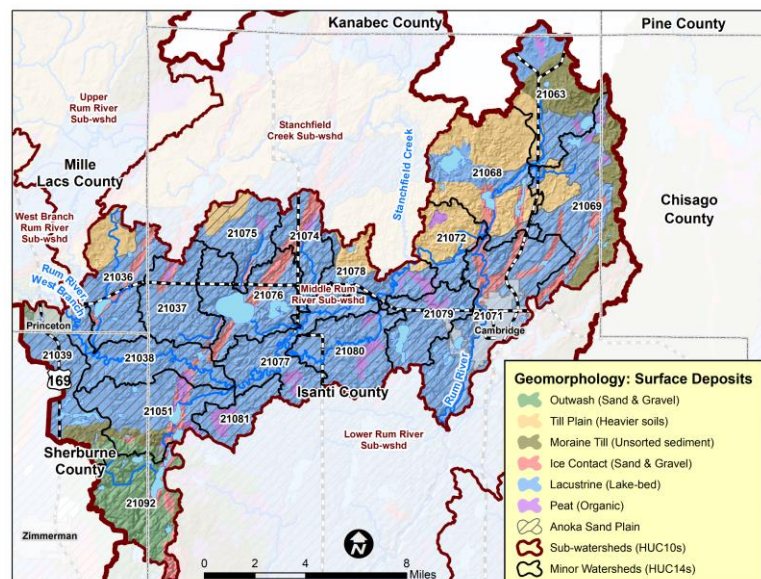 Kanabec County
Pine County
Upper
Rum River
Sub-wshd
21063
Stanchfield
Creek Sub-wshd
Stanchfield Creek
Mille
Lacs County
21068
21069
Chisago
County
West Branch
Rum River
Sub-wshd
21075
21074
21072
21036
21078
Rum River
West Branch
21037
21076
Middle Rum
River Sub-wshd
21079
21071
Cambridge
Princeton
21039
21038
21077
21080
169
Isanti County
Rum River
21051
21081
Lower Rum River
Sub-wshd
Sherburne
County
21092
Zimmerman
N
0 2 4 8
Miles
Geomorphology: Surface Deposits
Outwash (Sand & Gravel)
Till Plain (Heavier soils)
Moraine Till (Unsorted sediment)
Ice Contact (Sand & Gravel)
Lacustrine (Lake-bed)
Peat (Organic)
Anoka Sand Plain
Sub-watersheds (HUC10s)
Minor Watersheds (HUC14s)